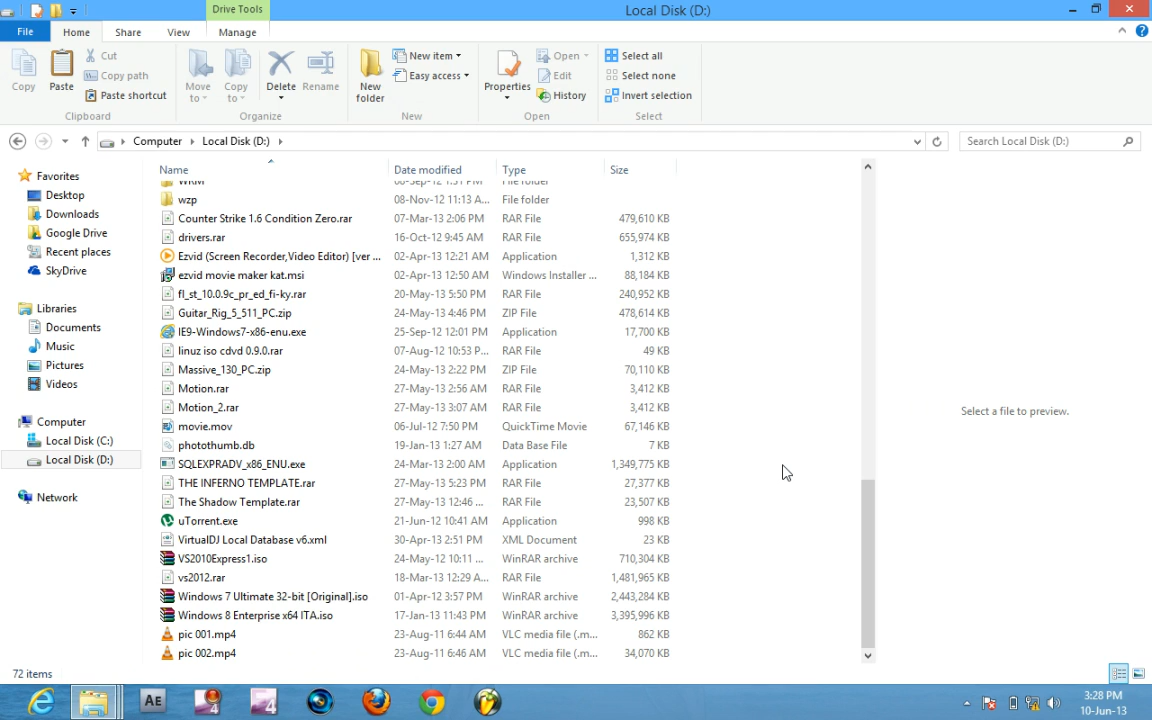 Drive Tools
Local Disk (D:)
File Home Share View Manage
Copy Paste Cut Copy path Paste shortcut Clipboard
Move to Copy to Delete Rename Organize
New folder New item Easy access New
Properties Open Edit History Open
Select all Select none Invert selection Select
Computer Local Disk (D:) Search Local Disk (D:)
Favorites
Desktop
Downloads
Google Drive
Recent places
SkyDrive
Libraries
Documents
Music
Pictures
Videos
Computer
Local Disk (C:)
Local Disk (D:)
Network
Name Date modified Type Size
wzp 08-Nov-12 11:13 A... File folder
Counter Strike 1.6 Condition Zero.rar 07-Mar-13 2:06 PM RAR File 479,610 KB
drivers.rar 16-Oct-12 9:45 AM RAR File 655,974 KB
Ezvid (Screen Recorder,Video Editor) [ver ... 02-Apr-13 12:21 AM Application 1,312 KB
ezvid movie maker kat.msi 02-Apr-13 12:50 AM Windows Installer ... 88,184 KB
fl_st_10.0.9c_pr_ed_fi-ky.rar 20-May-13 5:50 PM RAR File 240,952 KB
Guitar_Rig_5_511_PC.zip 24-May-13 4:46 PM ZIP File 478,614 KB
IE9-Windows7-x86-enu.exe 25-Sep-12 12:01 PM Application 17,700 KB
linuz iso cdvd 0.9.0.rar 07-Aug-12 10:53 P... RAR File 49 KB
Massive_130_PC.zip 24-May-13 2:22 PM ZIP File 70,110 KB
Motion.rar 27-May-13 2:56 AM RAR File 3,412 KB
Motion_2.rar 27-May-13 3:07 AM RAR File 3,412 KB
movie.mov 06-Jul-12 7:50 PM QuickTime Movie 67,146 KB
photothumb.db 19-Jan-13 1:27 AM Data Base File 7 KB
SQLEXPRADV_x86_ENU.exe 24-Mar-13 2:00 AM Application 1,349,775 KB
THE INFERNO TEMPLATE.rar 27-May-13 5:23 PM RAR File 27,377 KB
The Shadow Template.rar 27-May-13 12:46 ... RAR File 23,507 KB
uTorrent.exe 21-Jun-12 10:41 AM Application 998 KB
VirtualDJ Local Database v6.xml 30-Apr-13 2:51 PM XML Document 23 KB
VS2010Express1.iso 24-May-12 10:11 ... WinRAR archive 710,304 KB
vs2012.rar 18-Mar-13 12:29 A... RAR File 1,481,965 KB
Windows 7 Ultimate 32-bit [Original].iso 01-Apr-12 3:57 PM WinRAR archive 2,443,284 KB
Windows 8 Enterprise x64 ITA.iso 17-Jan-13 11:43 PM WinRAR archive 3,395,996 KB
pic 001.mp4 23-Aug-11 6:44 AM VLC media file (.m... 862 KB
pic 002.mp4 23-Aug-11 6:46 AM VLC media file (.m... 34,070 KB
Select a file to preview.
72 items
AE 4 4
3:28 PM
10-Jun-13